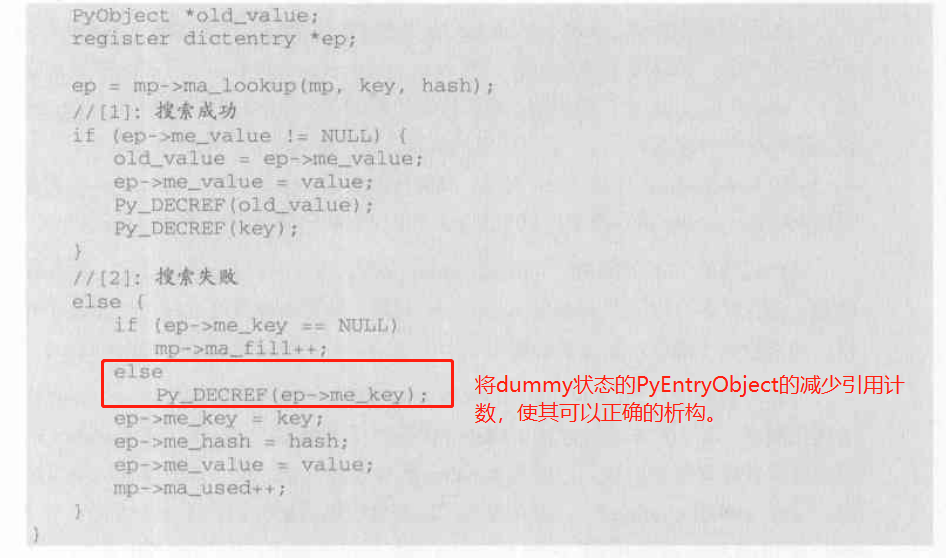 PyObject *old_value;
register dictentry *ep;
ep = mp->ma_lookup(mp, key, hash);
//[1]: 搜索成功
if (ep->me_value != NULL) {
old_value = ep->me_value;
ep->me_value = value;
Py_DECREF(old_value);
Py_DECREF(key);
}
//[2]: 搜索失败
else {
if (ep->me_key == NULL)
mp->ma_fill++;
else
Py_DECREF(ep->me_key);
将dummy状态的PyEntryObject的减少引用计
数，使其可以正确的析构。
ep->me_key = key;
ep->me_hash = hash;
ep->me_value = value;
mp->ma_used++;
}
}